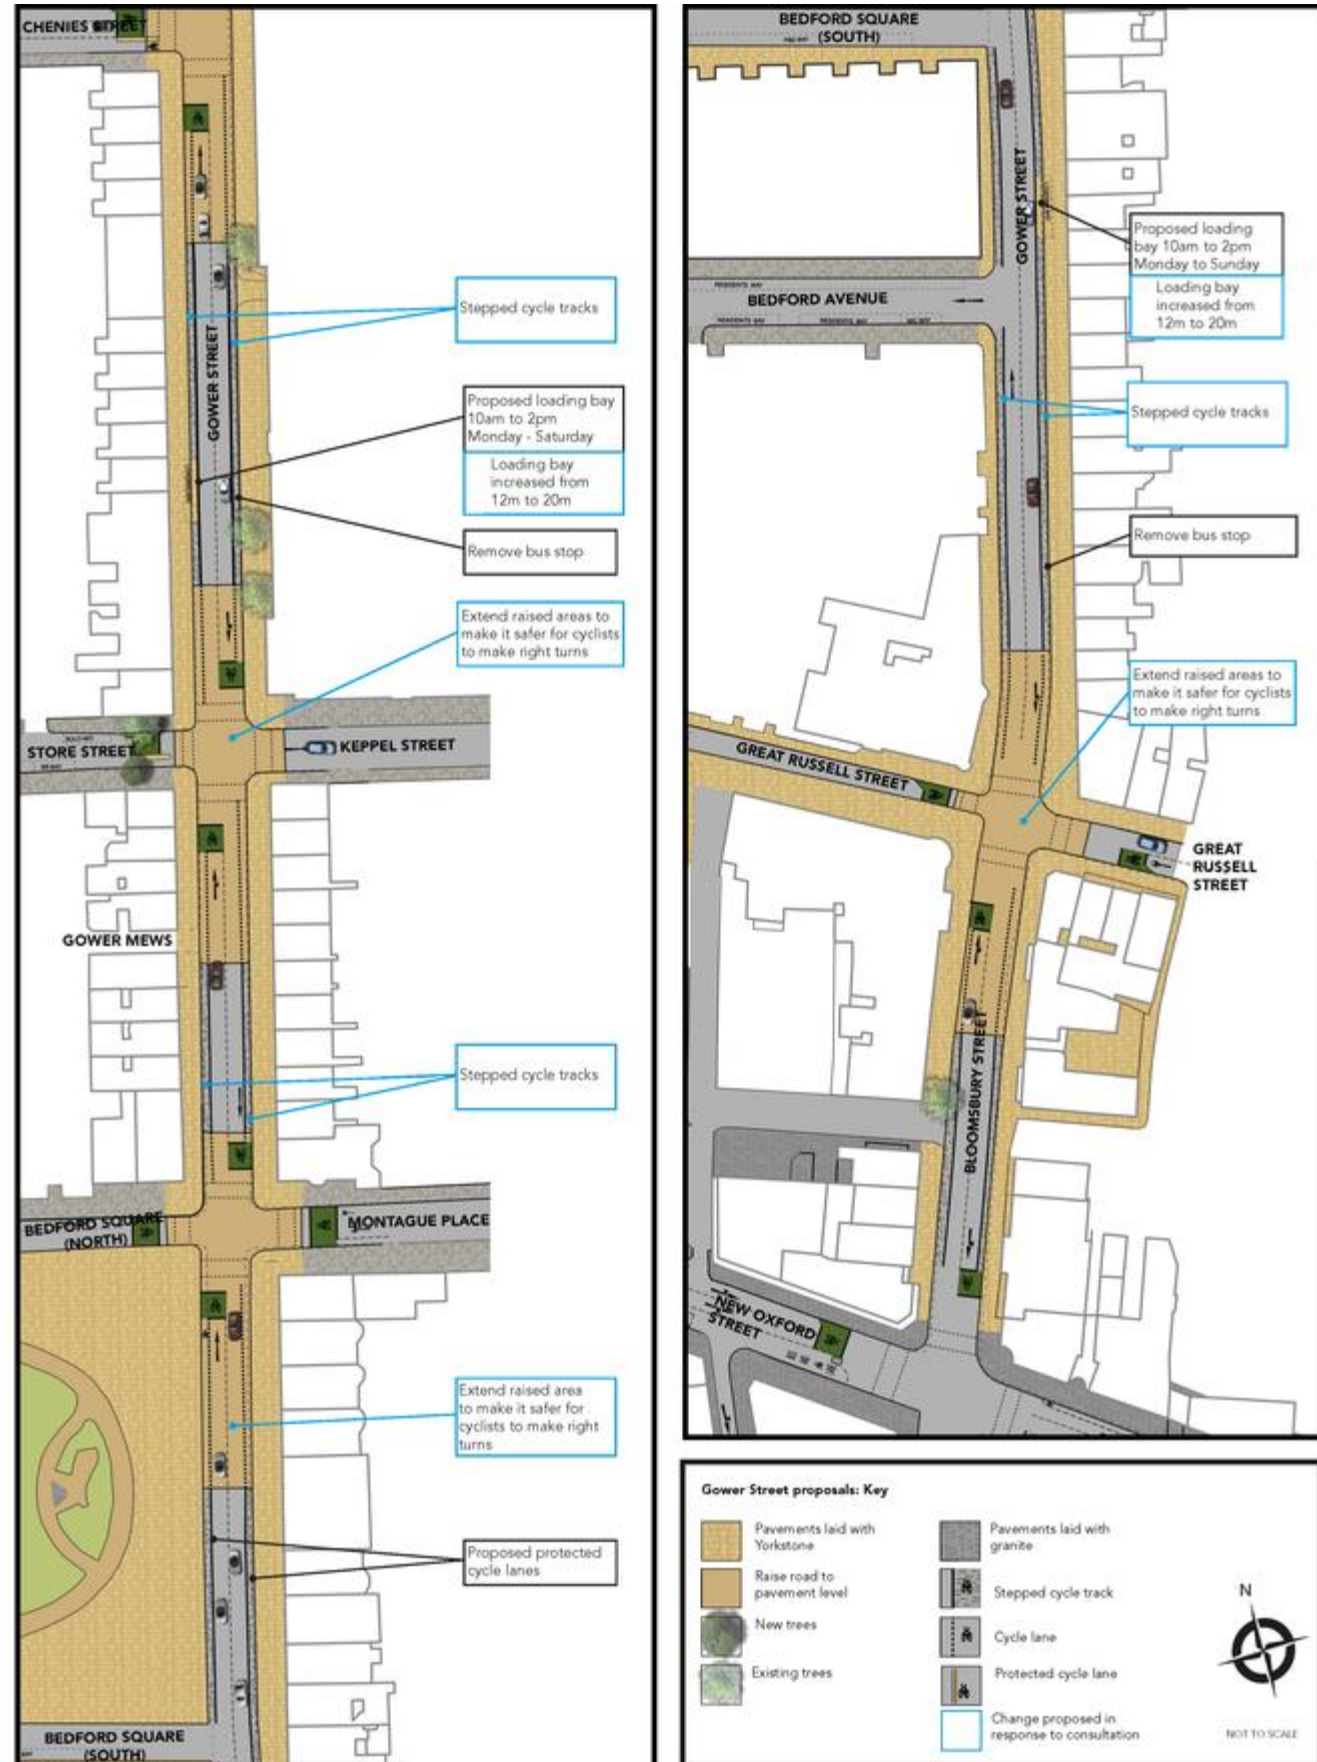 CHENIES STREET
GOWER STREET
Stepped cycle tracks
Proposed loading bay
10am to 2pm
Monday - Saturday
Loading bay
increased from
12m to 20m
Remove bus stop
Extend raised areas to
make it safer for cyclists
to make right turns
STORE STREET
KEPPEL STREET
GOWER MEWS
Stepped cycle tracks
BEDFORD SQUARE
(NORTH)
MONTAGUE PLACE
Extend raised area
to make it safer for
cyclists to make right
turns
Proposed protected
cycle lanes
BEDFORD SQUARE
(SOUTH)
BEDFORD SQUARE
(SOUTH)
GOWER STREET
Proposed loading
bay 10am to 2pm
Monday to Sunday
Loading bay
increased from
12m to 20m
RESIDENTS BAY
BEDFORD AVENUE
RESIDENTS BAY
RESIDENTS BAY
Stepped cycle tracks
Remove bus stop
Extend raised areas to
make it safer for cyclists
to make right turns
GREAT RUSSELL STREET
GREAT
RUSSELL
STREET
BLOOMSBURY STREET
NEW OXFORD
STREET
Gower Street proposals: Key
Pavements laid with
Yorkstone
Raise road to
pavement level
New trees
Existing trees
Pavements laid with
granite
Stepped cycle track
Cycle lane
Protected cycle lane
Change proposed in
response to consultation
N
NOT TO SCALE